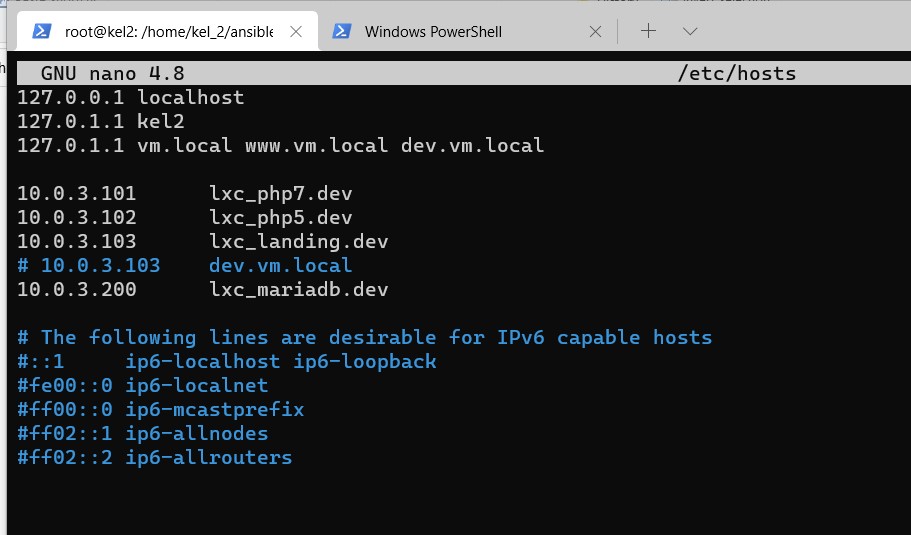 root@kel2: /home/kel_2/ansible
Windows PowerShell
GNU nano 4.8 /etc/hosts
127.0.0.1 localhost
127.0.1.1 kel2
127.0.1.1 vm.local www.vm.local dev.vm.local
10.0.3.101 lxc_php7.dev
10.0.3.102 lxc_php5.dev
10.0.3.103 lxc_landing.dev
# 10.0.3.103 dev.vm.local
10.0.3.200 lxc_mariadb.dev
# The following lines are desirable for IPv6 capable hosts
#::1 ip6-localhost ip6-loopback
#fe00::0 ip6-localnet
#ff00::0 ip6-mcastprefix
#ff02::1 ip6-allnodes
#ff02::2 ip6-allrouters